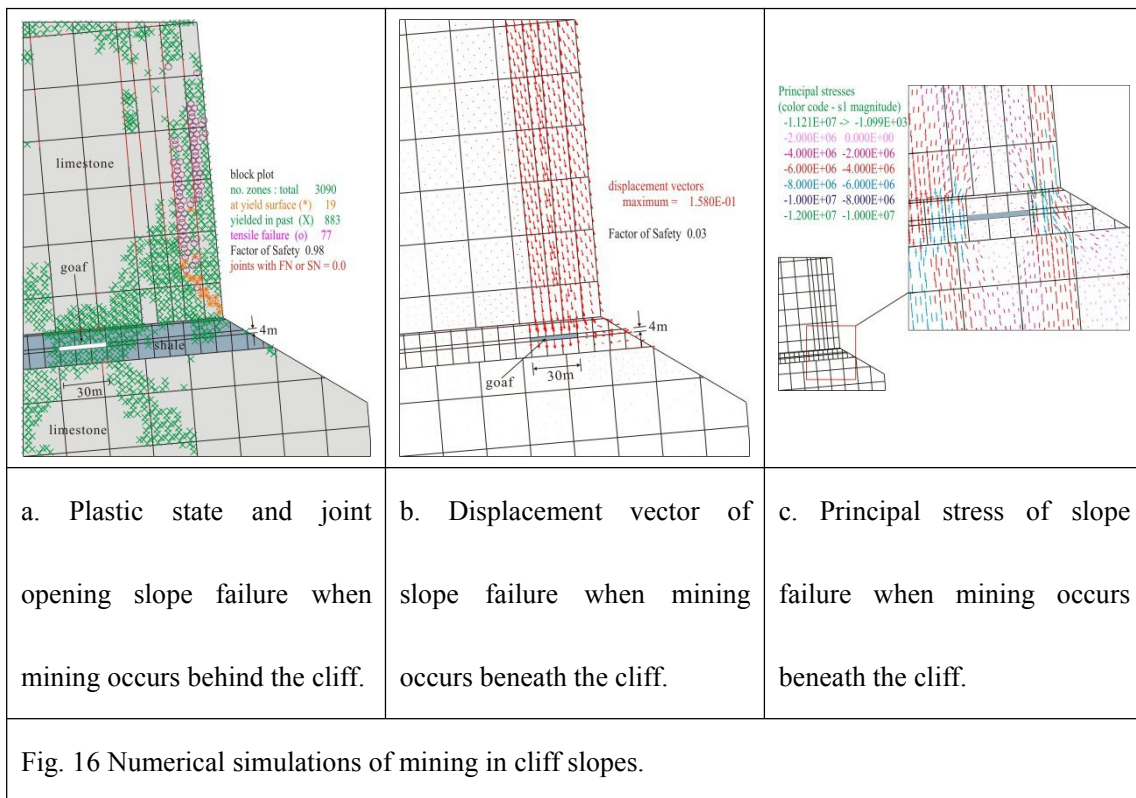 limestone
goaf
shale
4m
30m
limestone
block plot
no. zones : total 3090
at yield surface (*) 19
yielded in past (X) 883
tensile failure (o) 77
Factor of Safety 0.98
joints with FN or SN = 0.0
displacement vectors
maximum = 1.580E-01
Factor of Safety 0.03
4m
goaf
30m
Principal stresses
(color code - s1 magnitude)
-1.121E+07 -> -1.099E+03
-2.000E+06 0.000E+00
-4.000E+06 -2.000E+06
-6.000E+06 -4.000E+06
-8.000E+06 -6.000E+06
-1.000E+07 -8.000E+06
-1.200E+07 -1.000E+07
a. Plastic state and joint
opening slope failure when
mining occurs behind the cliff.
b. Displacement vector of
slope failure when mining
occurs beneath the cliff.
c. Principal stress of slope
failure when mining occurs
beneath the cliff.
Fig. 16 Numerical simulations of mining in cliff slopes.